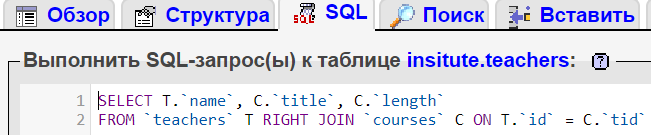 Обзор Структура SQL Поиск Вставить
Выполнить SQL-запрос(ы) к таблице insitute.teachers:
1 SELECT T.`name`, C.`title`, C.`length`
2 FROM `teachers` T RIGHT JOIN `courses` C ON T.`id` = C.`tid`